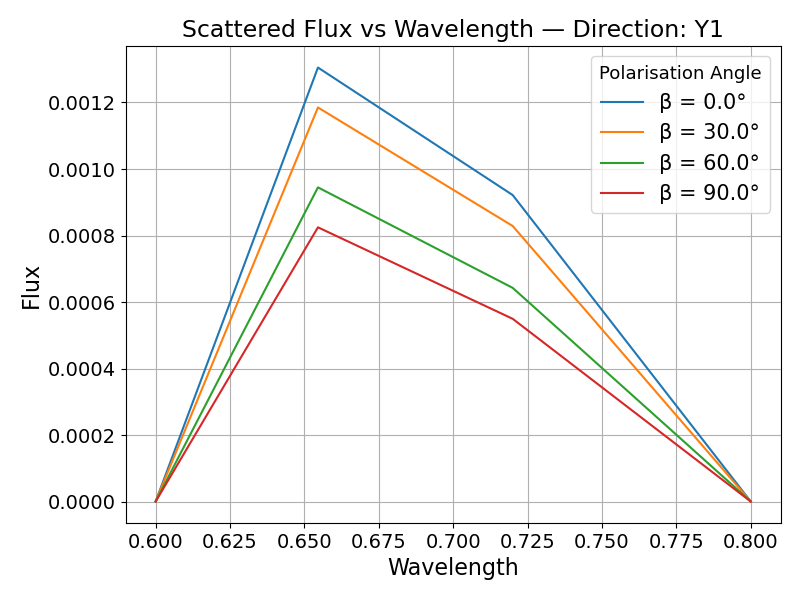 Scattered Flux vs Wavelength — Direction: Y1
Polarisation Angle
β = 0.0°
β = 30.0°
β = 60.0°
β = 90.0°
Flux
0.0012
0.0010
0.0008
0.0006
0.0004
0.0002
0.0000
0.600 0.625 0.650 0.675 0.700 0.725 0.750 0.775 0.800
Wavelength